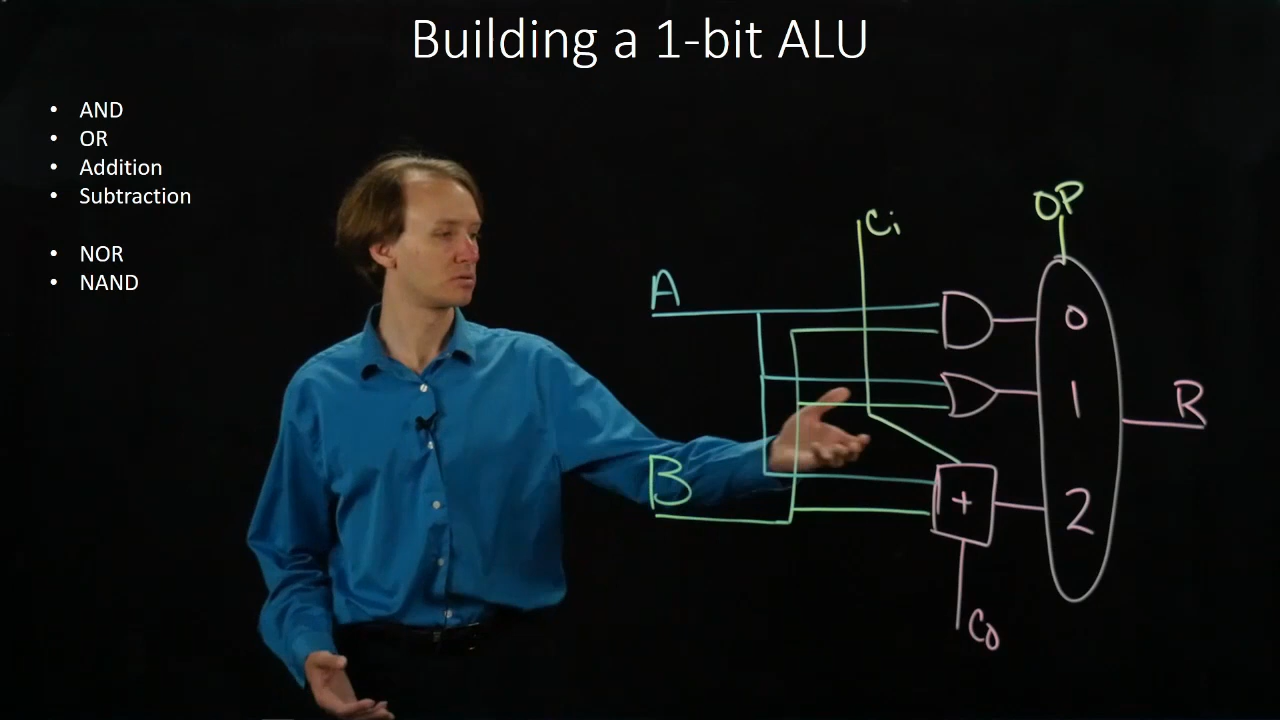 Building a 1-bit ALU
• AND
• OR
• Addition
• Subtraction
• NOR
• NAND
OP
Ci
A
0
1
R
B
+
2
Co